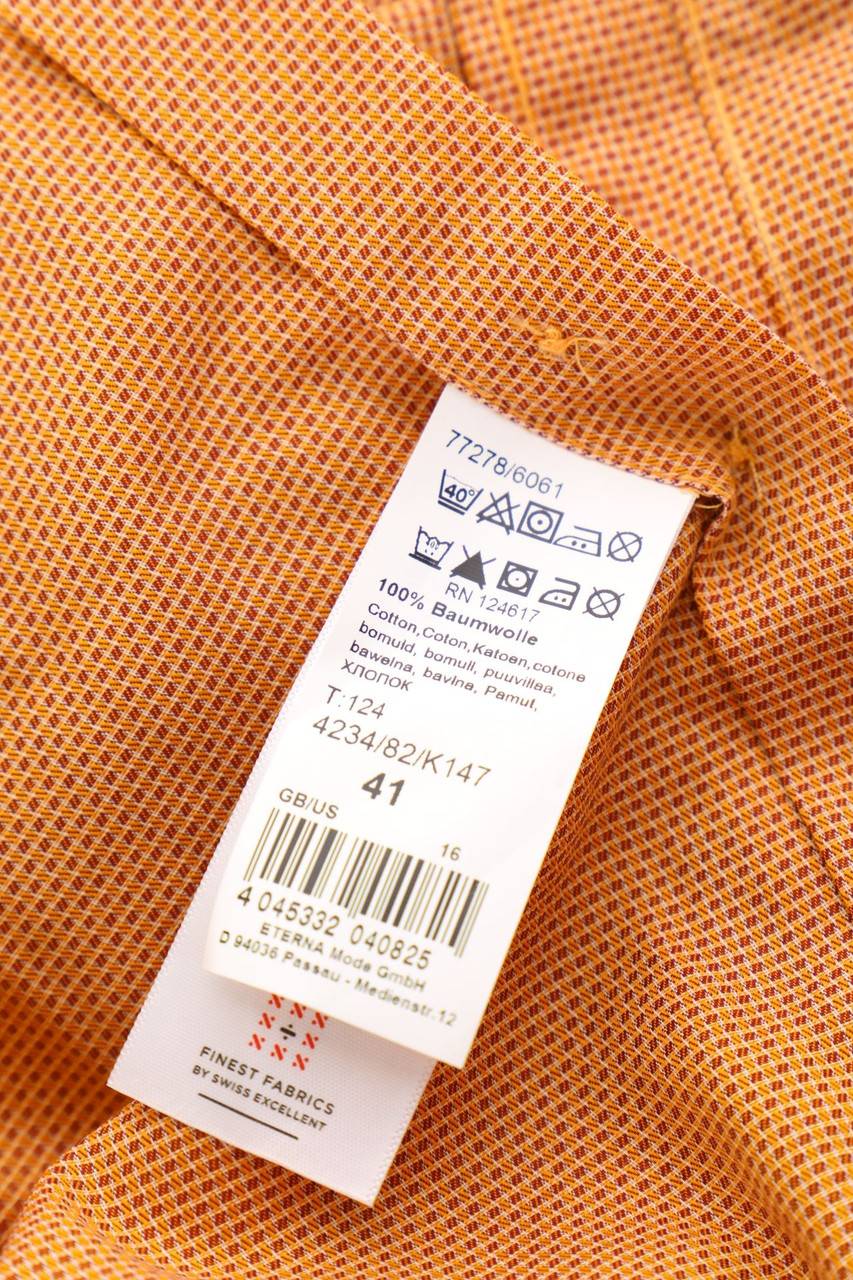 77278/6061
40°
RN 124617
100% Baumwolle
Cotton,Coton,Katoen,cotone
bomuld, bomull, puuvillaa,
bawelna, bavlna, Pamut,
ХЛОПОК
T:124
4234/82/K147
41
GB/US
16
4 045332 040825
ETERNA Mode GmbH
D 94036 Passau - Medienstr.12
FINEST FABRICS
BY SWISS EXCELLENT